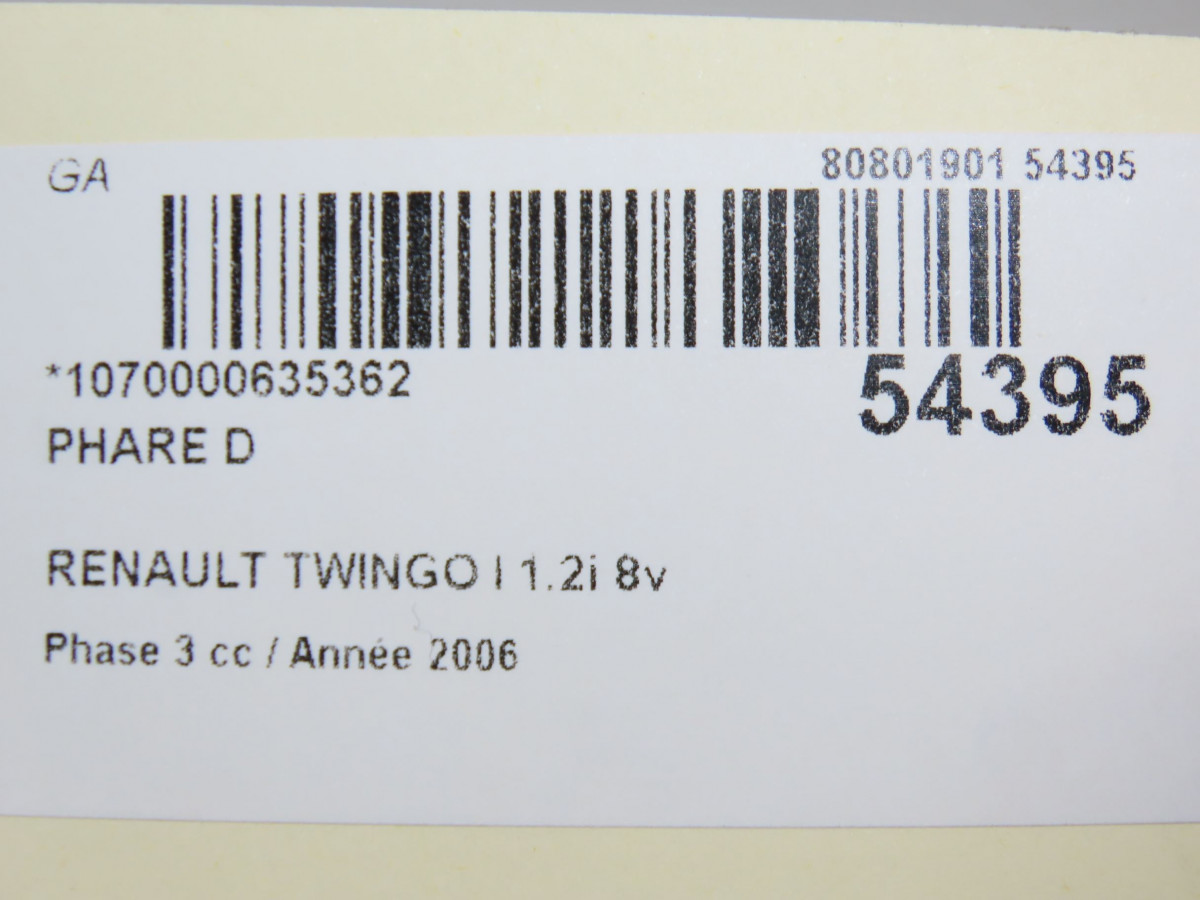 GA
80801901 54395
*1070000635362
54395
PHARE D
RENAULT TWINGO I 1.2i 8v
Phase 3 cc / Année 2006